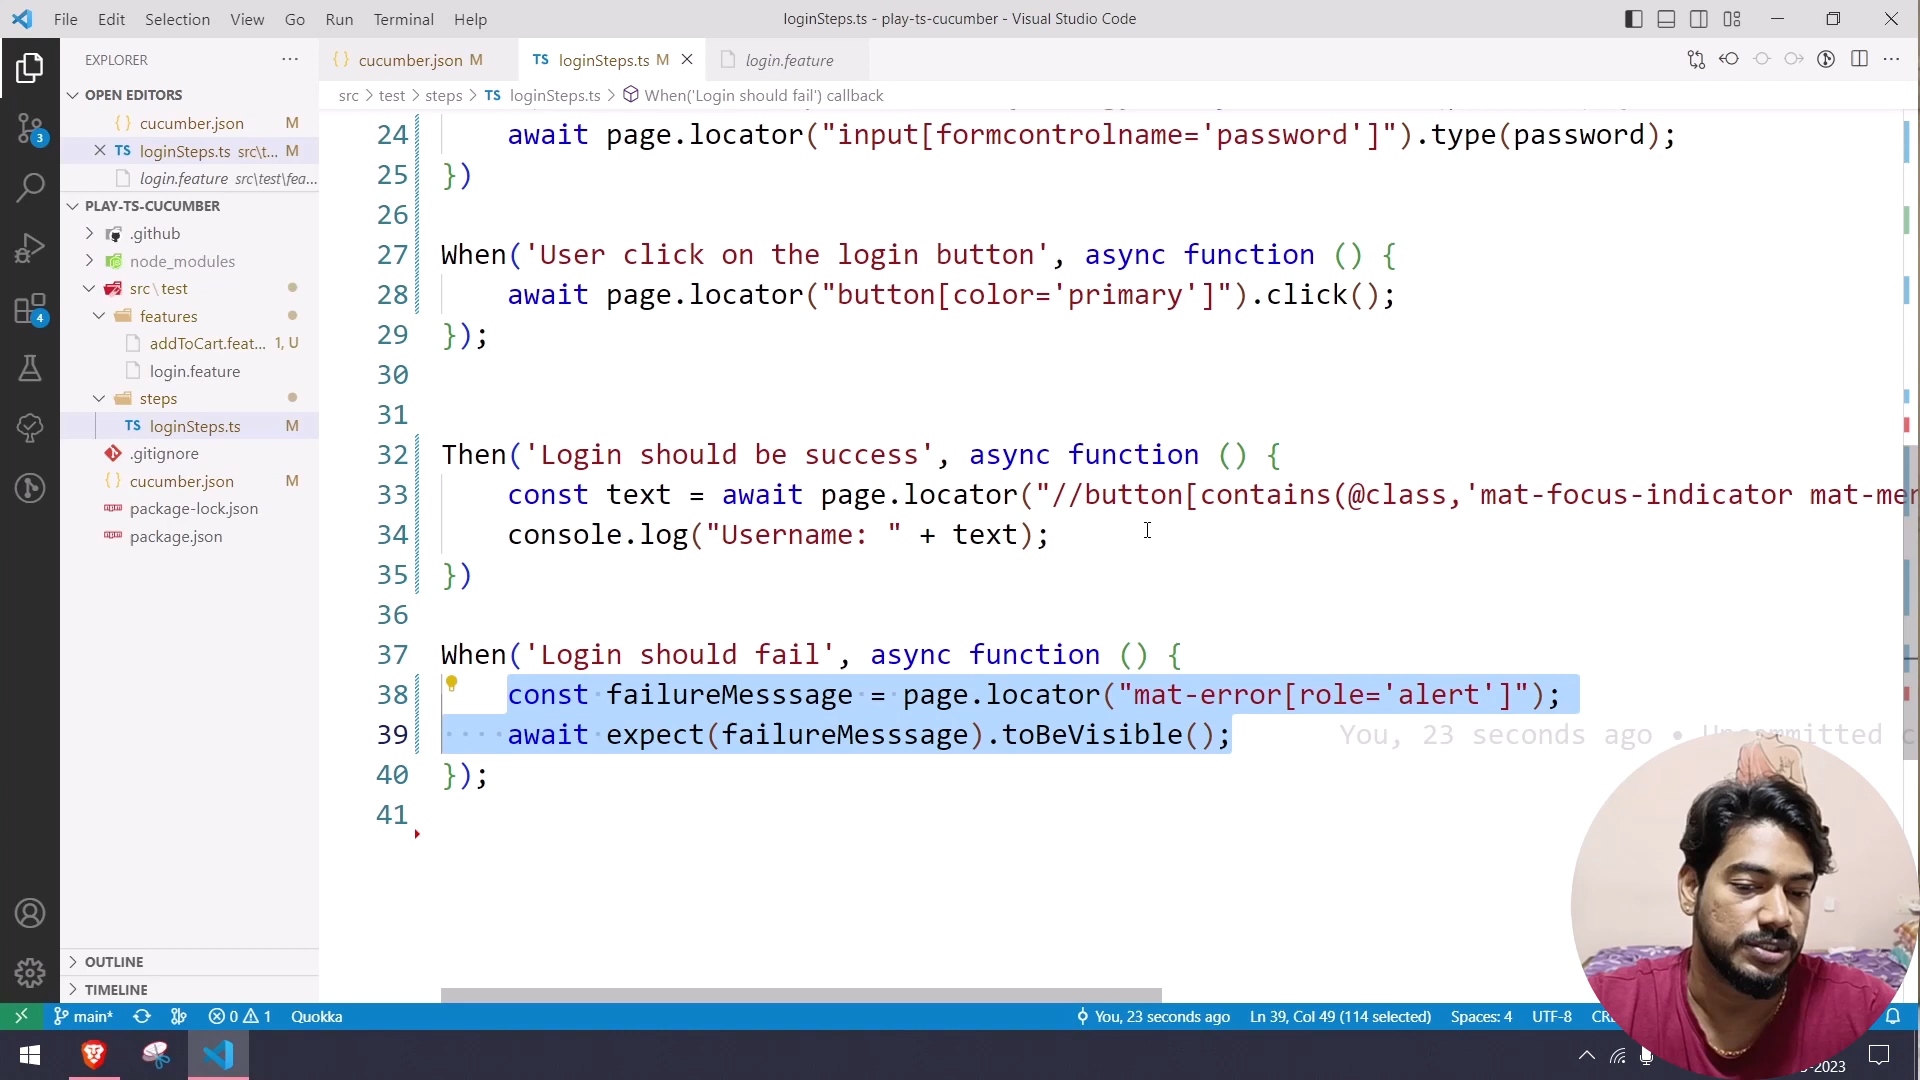 File Edit Selection View Go Run Terminal Help
loginSteps.ts - play-ts-cucumber - Visual Studio Code
EXPLORER
OPEN EDITORS
{} cucumber.json M
TS loginSteps.ts src\t... M
login.feature src\test\fea...
PLAY-TS-CUCUMBER
.github
node_modules
src\test
features
addToCart.feat... 1, U
login.feature
steps
TS loginSteps.ts M
.gitignore
{} cucumber.json M
package-lock.json
package.json
OUTLINE
TIMELINE
3
4
{} cucumber.json M
TS loginSteps.ts M
login.feature
src > test > steps > TS loginSteps.ts > When('Login should fail') callback
24 await page.locator("input[formcontrolname='password']").type(password);
25 })
26
27 When('User click on the login button', async function () {
28 await page.locator("button[color='primary']").click();
29 });
30
31
32 Then('Login should be success', async function () {
33 const text = await page.locator("//button[contains(@class,'mat-focus-indicator mat-men
34 console.log("Username: " + text);
35 })
36
37 When('Login should fail', async function () {
38 const failureMesssage = page.locator("mat-error[role='alert']");
39 await expect(failureMesssage).toBeVisible(); You, 23 seconds ago • Uncommitted c
40 });
41
main* 0 1 Quokka
You, 23 seconds ago Ln 39, Col 49 (114 selected) Spaces: 4 UTF-8
-2023